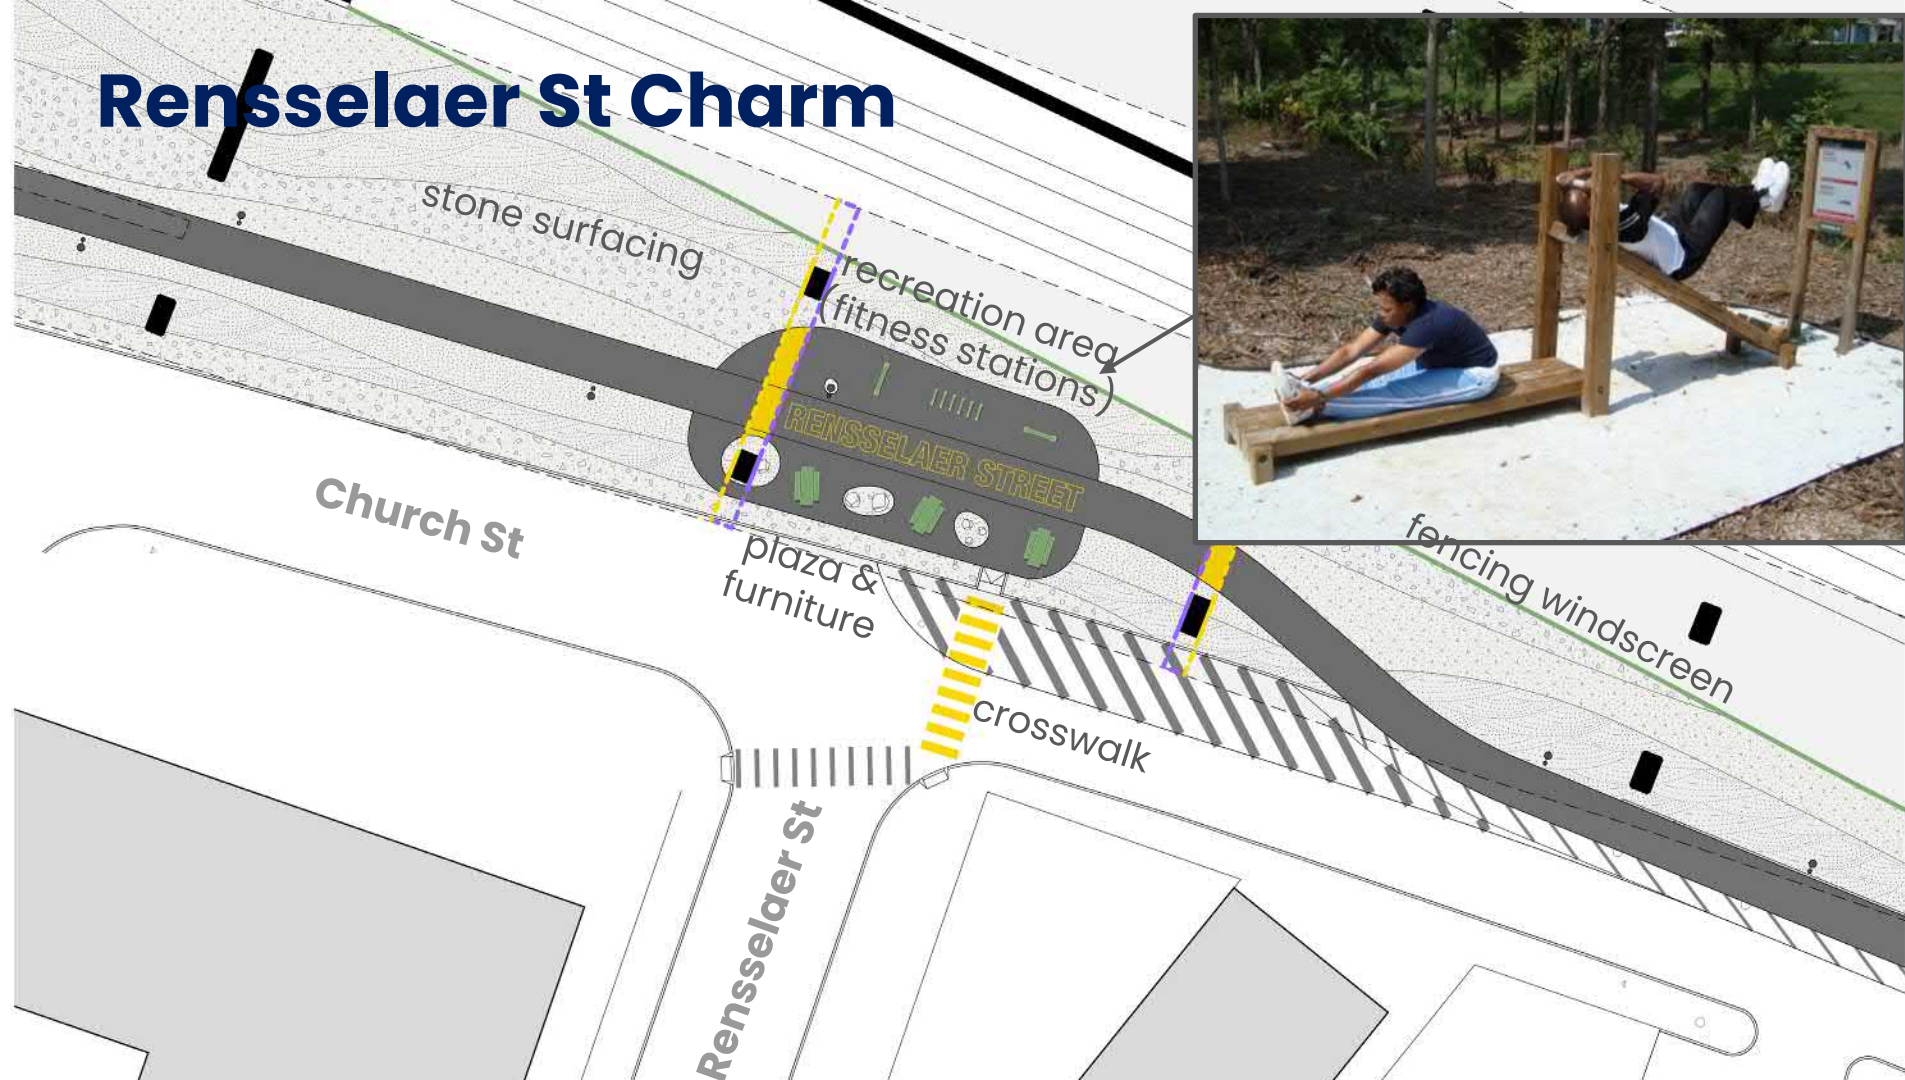 Rensselaer St Charm
stone surfacing
recreation area
(fitness stations)
RENSSELAER STREET
Church St
plaza &
furniture
fencing windscreen
crosswalk
Rensselaer St